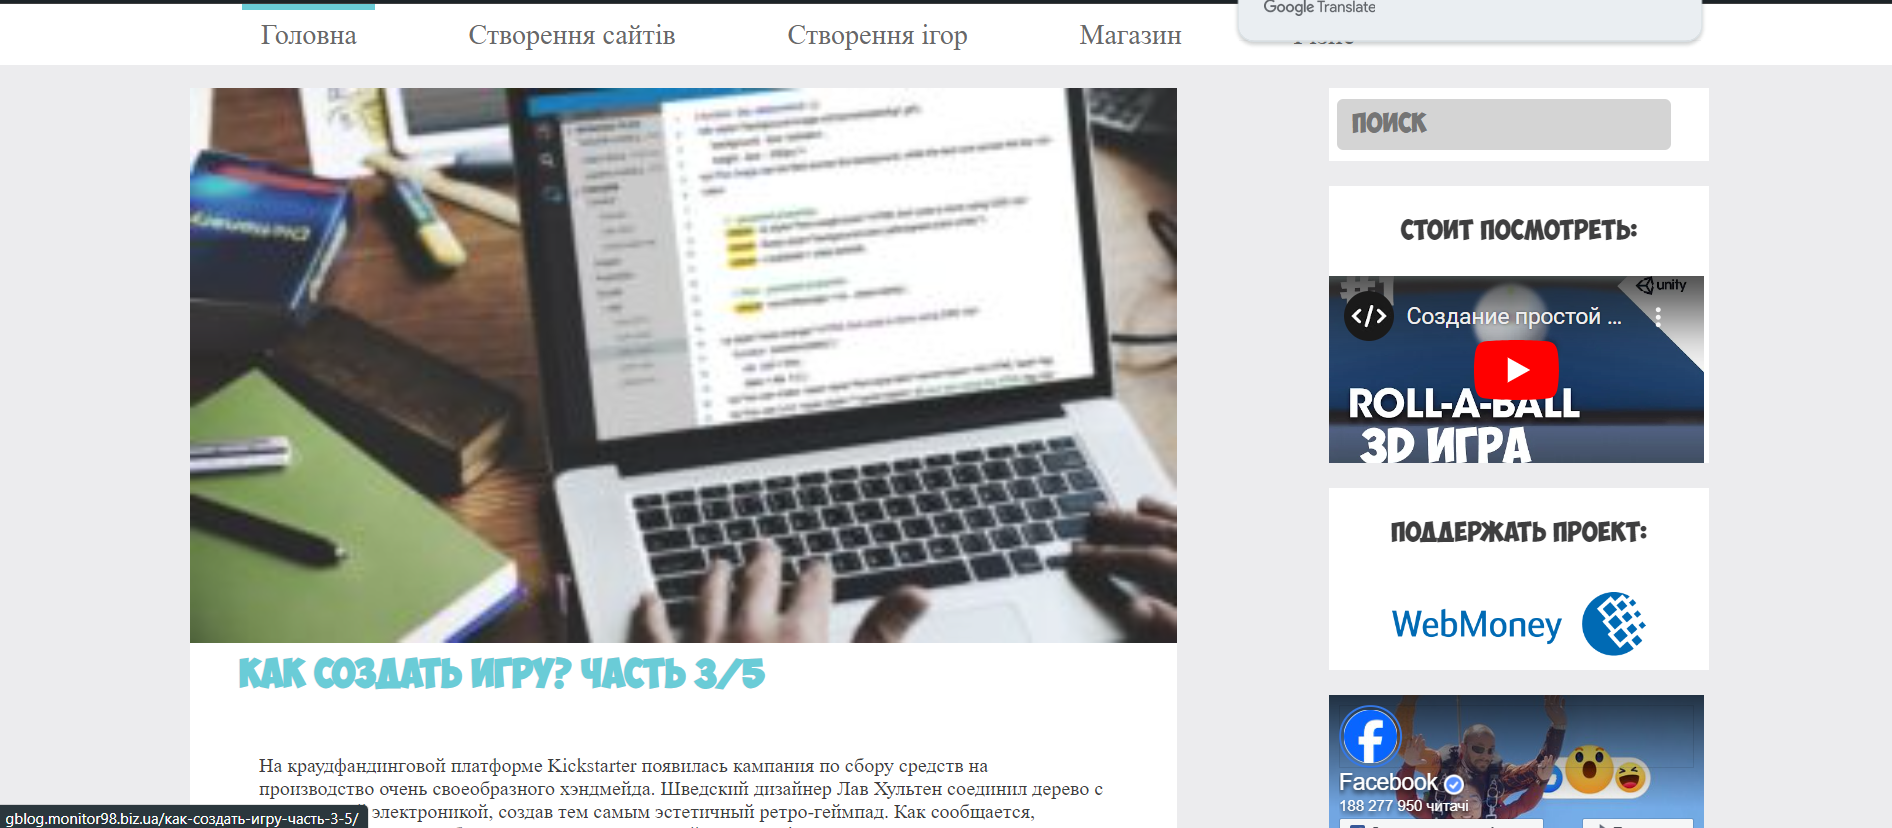 Google Translate
Головна
Створення сайтів
Створення ігор
Магазин
ПОИСК
СТОИТ ПОСМОТРЕТЬ:
#1
unity
Создание простой ...
ROLL-A-BALL
3D ИГРА
ПОДДЕРЖАТЬ ПРОЕКТ:
WebMoney
КАК СОЗДАТЬ ИГРУ? ЧАСТЬ 3/5
На краудфандинговой платформе Kickstarter появилась кампания по сбору средств на
производство очень своеобразного хэндмейда. Шведский дизайнер Лав Хультен соединил дерево с
электроникой, создав тем самым эстетичный ретро-геймпад. Как сообщается,
Facebook
188 277 950 читачі
gblog.monitor98.biz.ua/как-создать-игру-часть-3-5/